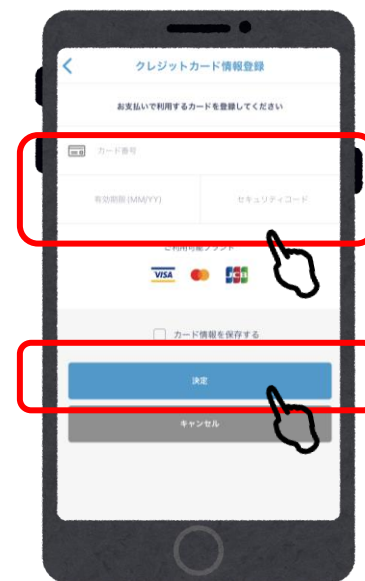 クレジットカード情報登録
お支払いで利用するカードを登録してください
カード番号
有効期限(MM/YY) セキュリティコード
ご利用可能ブランド
VISA JCB
カード情報を保存する
決定
キャンセル